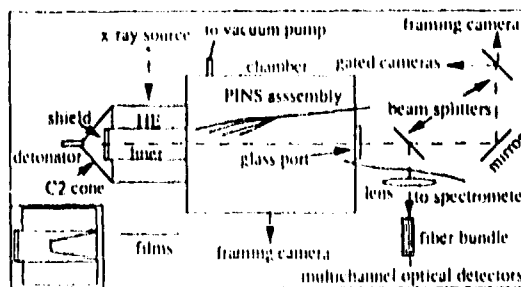 to vacuum pump
framing camera
x ray source
chamber
gated cameras
PINS asssembly
shield
HE
beam splitters
liner
glass port
detonator
mirror
C2 cone
lens
to spectrometer
films
fiber bundle
framing camera
multichannel optical detectors